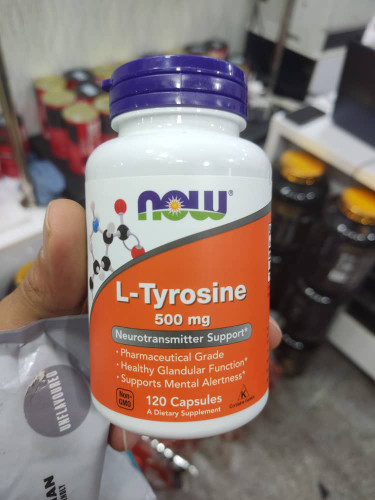 NOW®
L-Tyrosine
500 mg
Neurotransmitter Support*
• Pharmaceutical Grade
• Healthy Glandular Function*
• Supports Mental Alertness*
Non-
GMO
120 Capsules
A Dietary Supplement
K
UNFLAVOURED